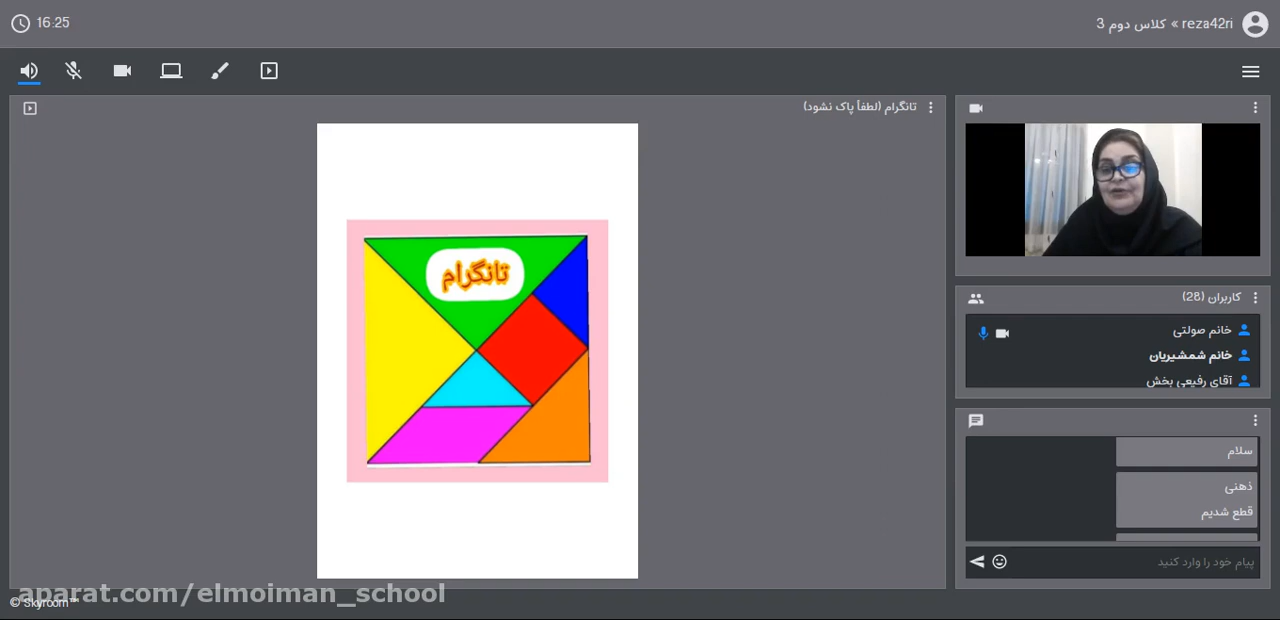 16:25
reza42ri » کلاس دوم 3
تانگرام (لطفاً پاک نشود)
تانگرام
کاربران (28)
خانم صولتی
خانم شمشیریان
آقای رفیعی بخش
سلام
ذهنی
قطع شدیم
پیام خود را وارد کنید
aparat.com/elmoiman_school
© Skyroom™